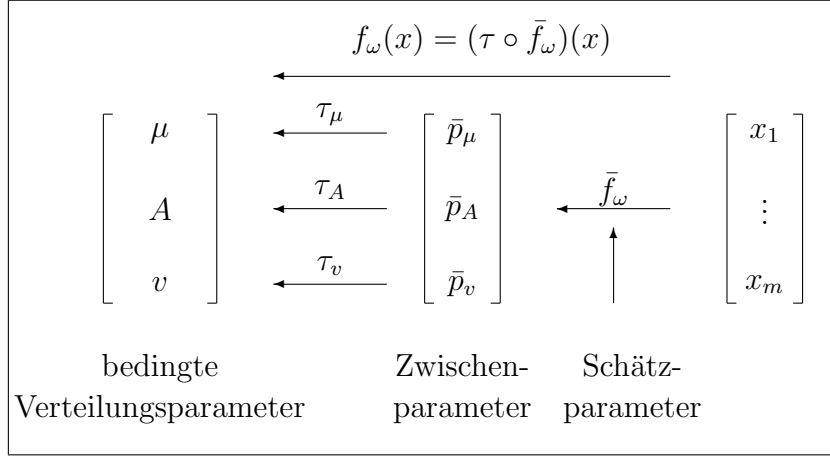 f_ω(x) = (τ ∘ f̄_ω)(x)
μ τ_μ p̄_μ x_1
A τ_A p̄_A f̄_ω ⋮
v τ_v p̄_v x_m
bedingte Zwischen- Schätz-
Verteilungsparameter parameter parameter